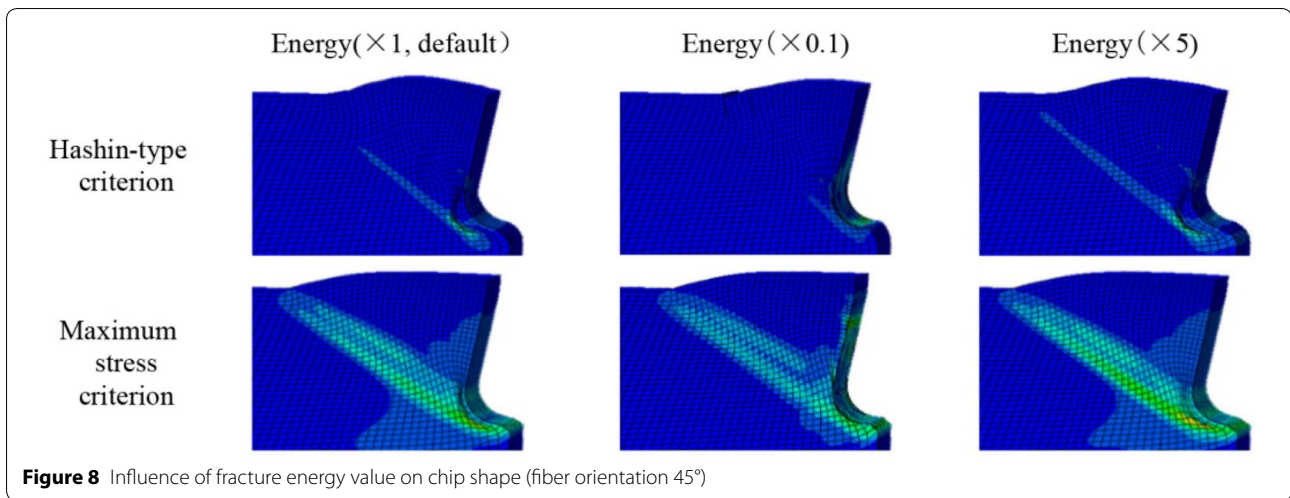 Energy(×1, default) Energy(×0.1) Energy(×5)
Hashin-type
criterion
Maximum
stress
criterion
Figure 8 Influence of fracture energy value on chip shape (fiber orientation 45°)